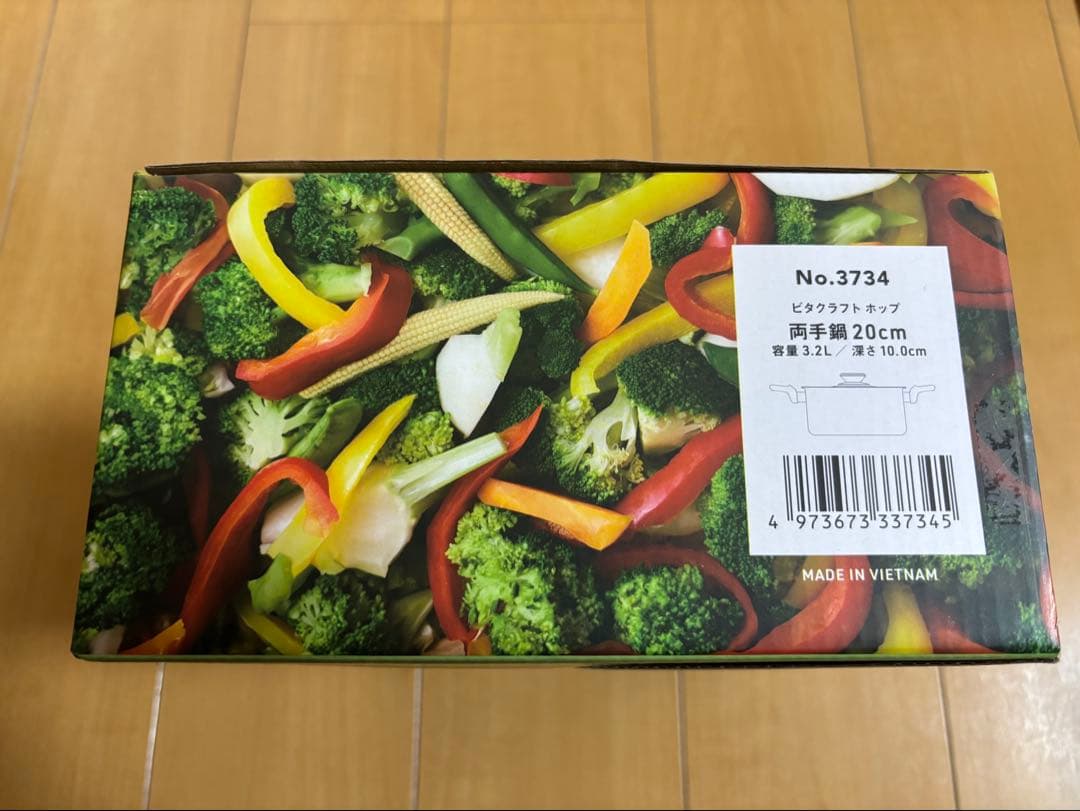 No.3734
ビタクラフト ホップ
両手鍋 20cm
容量 3.2L ／ 深さ 10.0cm
4 973673 337345
MADE IN VIETNAM